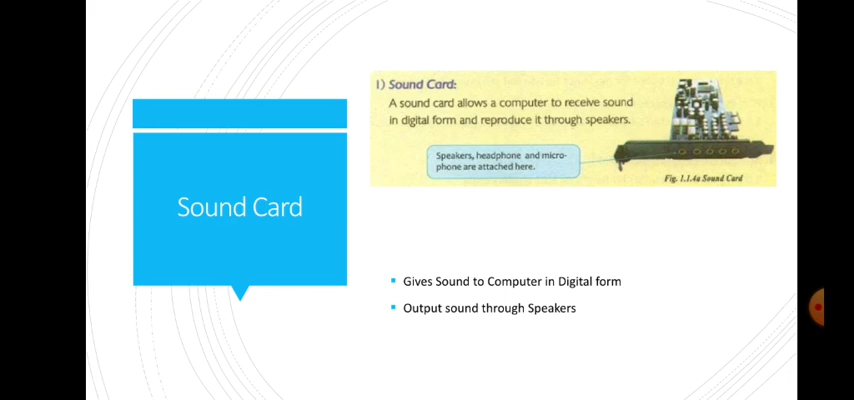 Sound Card
1) Sound Card:
A sound card allows a computer to receive sound
in digital form and reproduce it through speakers.
Speakers, headphone and micro-
phone are attached here.
Fig. 1.1.4a Sound Card
Gives Sound to Computer in Digital form
Output sound through Speakers